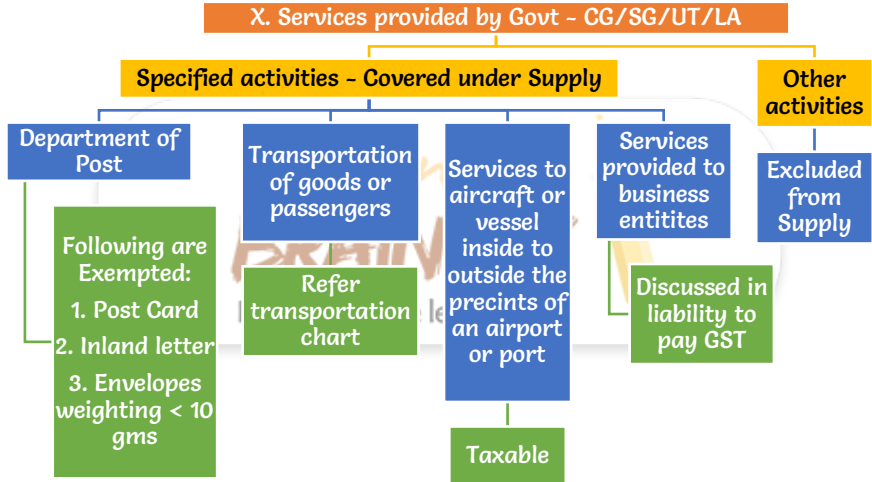 X. Services provided by Govt - CG/SG/UT/LA
Specified activities - Covered under Supply
Other
activities
Department of
Post
Transportation
of goods or
passengers
Services to
aircraft or
vessel
inside to
outside the
precints of
an airport
or port
Services
provided to
business
entitites
Excluded
from
Supply
Following are
Exempted:
1. Post Card
2. Inland letter
3. Envelopes
weighting < 10
gms
Refer
transportation
chart
Taxable
Discussed in
liability to
pay GST